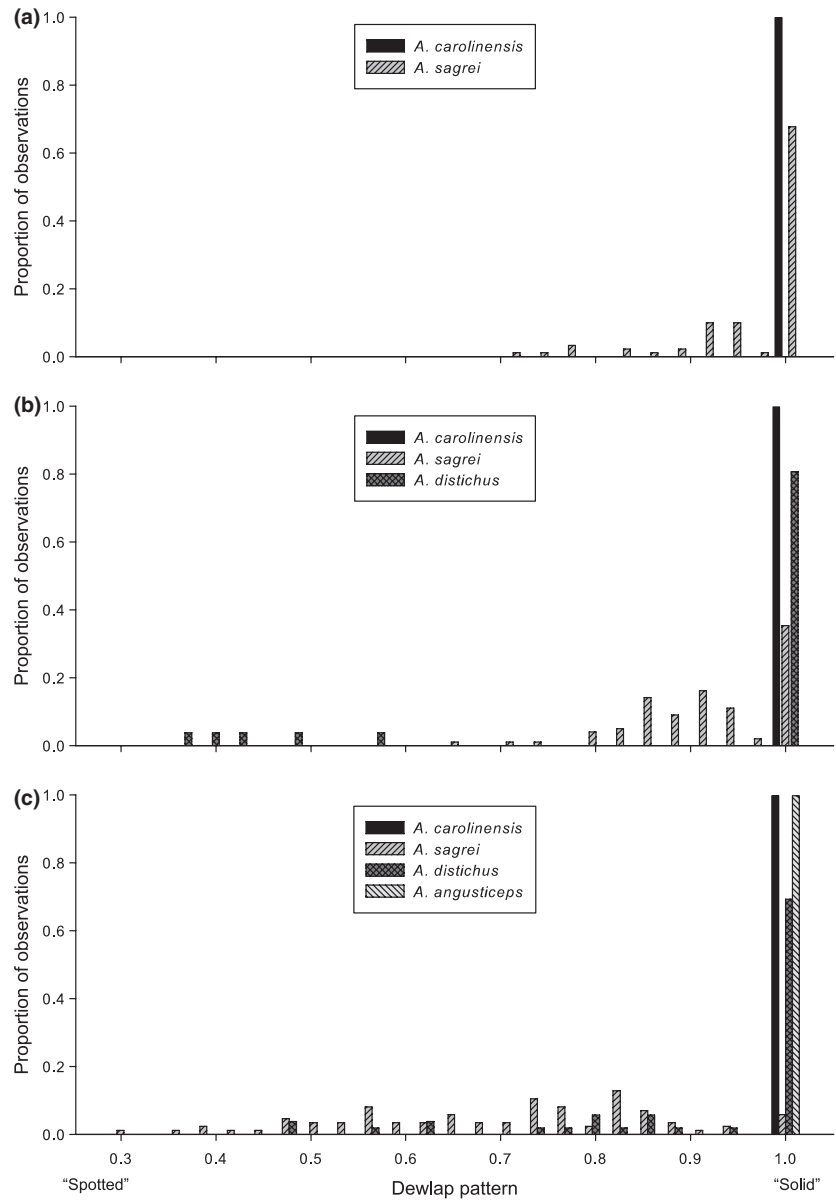 (a)
1.0
0.8
0.6
0.4
0.2
0.0
Proportion of observations
A. carolinensis
A. sagrei
(b)
1.0
0.8
0.6
0.4
0.2
0.0
Proportion of observations
A. carolinensis
A. sagrei
A. distichus
(c)
1.0
0.8
0.6
0.4
0.2
0.0
Proportion of observations
A. carolinensis
A. sagrei
A. distichus
A. angusticeps
0.3 0.4 0.5 0.6 0.7 0.8 0.9 1.0
“Spotted” Dewlap pattern “Solid”